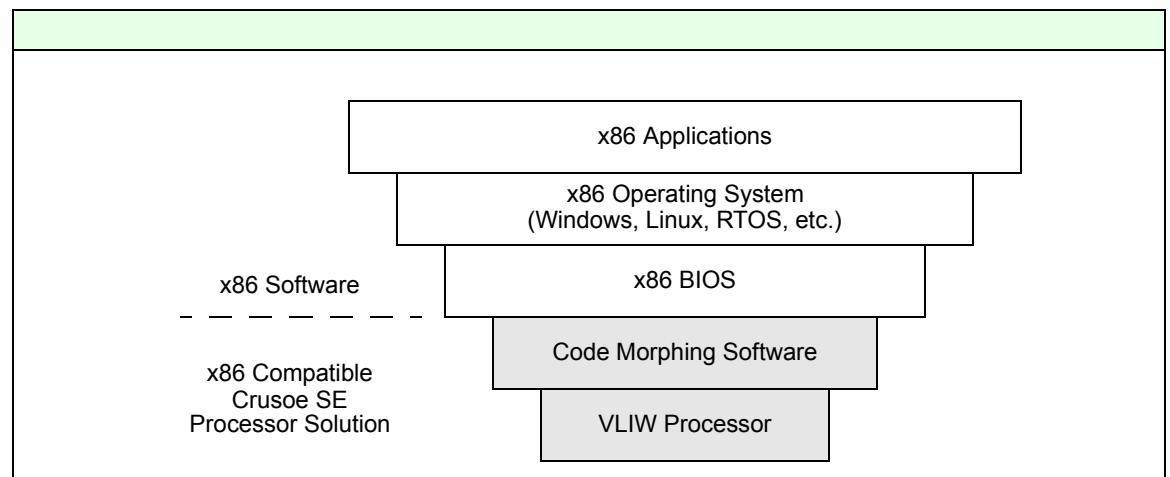 x86 Applications
x86 Operating System
(Windows, Linux, RTOS, etc.)
x86 BIOS
x86 Software
Code Morphing Software
x86 Compatible
Crusoe SE
Processor Solution
VLIW Processor